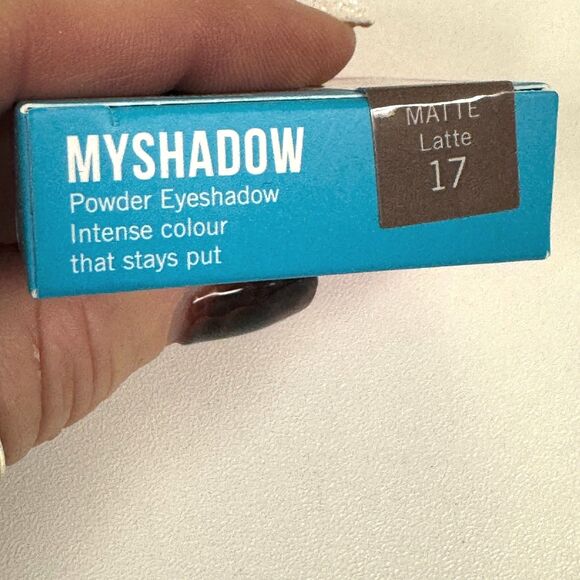 MYSHADOW
Powder Eyeshadow
Intense colour
that stays put
MATTE
Latte
17